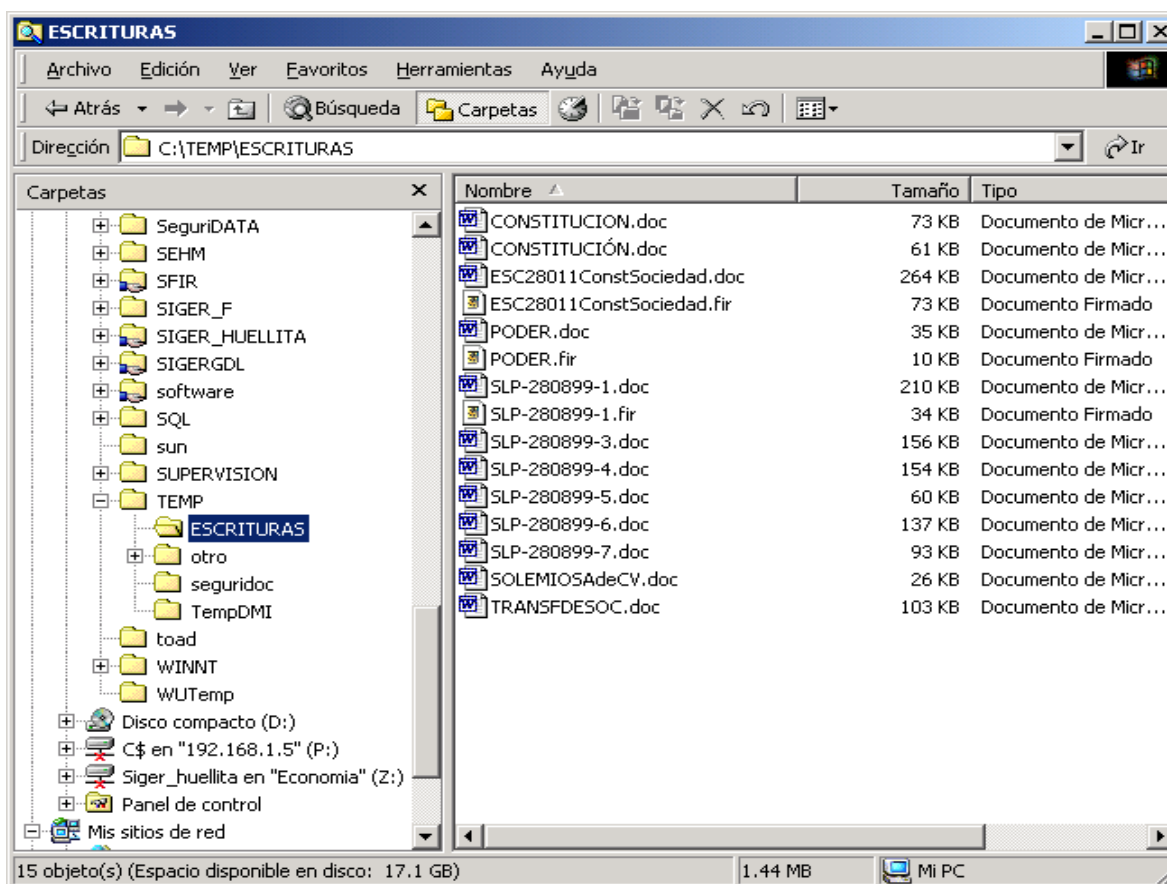 ESCRITURAS
Archivo Edición Ver Favoritos Herramientas Ayuda
Atrás Búsqueda Carpetas
Dirección C:\TEMP\ESCRITURAS Ir
Carpetas
Nombre Tamaño Tipo
SeguriDATA
SEHM
SFIR
SIGER_F
SIGER_HUELLITA
SIGERGDL
software
SQL
sun
SUPERVISION
TEMP
ESCRITURAS
otro
seguridoc
TempDMI
toad
WINNT
WUTemp
Disco compacto (D:)
C$ en "192.168.1.5" (P:)
Siger_huellita en "Economia" (Z:)
Panel de control
Mis sitios de red
CONSTITUCION.doc 73 KB Documento de Micr...
CONSTITUCIÓN.doc 61 KB Documento de Micr...
ESC28011ConstSociedad.doc 264 KB Documento de Micr...
ESC28011ConstSociedad.fir 73 KB Documento Firmado
PODER.doc 35 KB Documento de Micr...
PODER.fir 10 KB Documento Firmado
SLP-280899-1.doc 210 KB Documento de Micr...
SLP-280899-1.fir 34 KB Documento Firmado
SLP-280899-3.doc 156 KB Documento de Micr...
SLP-280899-4.doc 154 KB Documento de Micr...
SLP-280899-5.doc 60 KB Documento de Micr...
SLP-280899-6.doc 137 KB Documento de Micr...
SLP-280899-7.doc 93 KB Documento de Micr...
SOLEMIOSAdeCV.doc 26 KB Documento de Micr...
TRANSFDESOC.doc 103 KB Documento de Micr...
15 objeto(s) (Espacio disponible en disco: 17.1 GB) 1.44 MB Mi PC